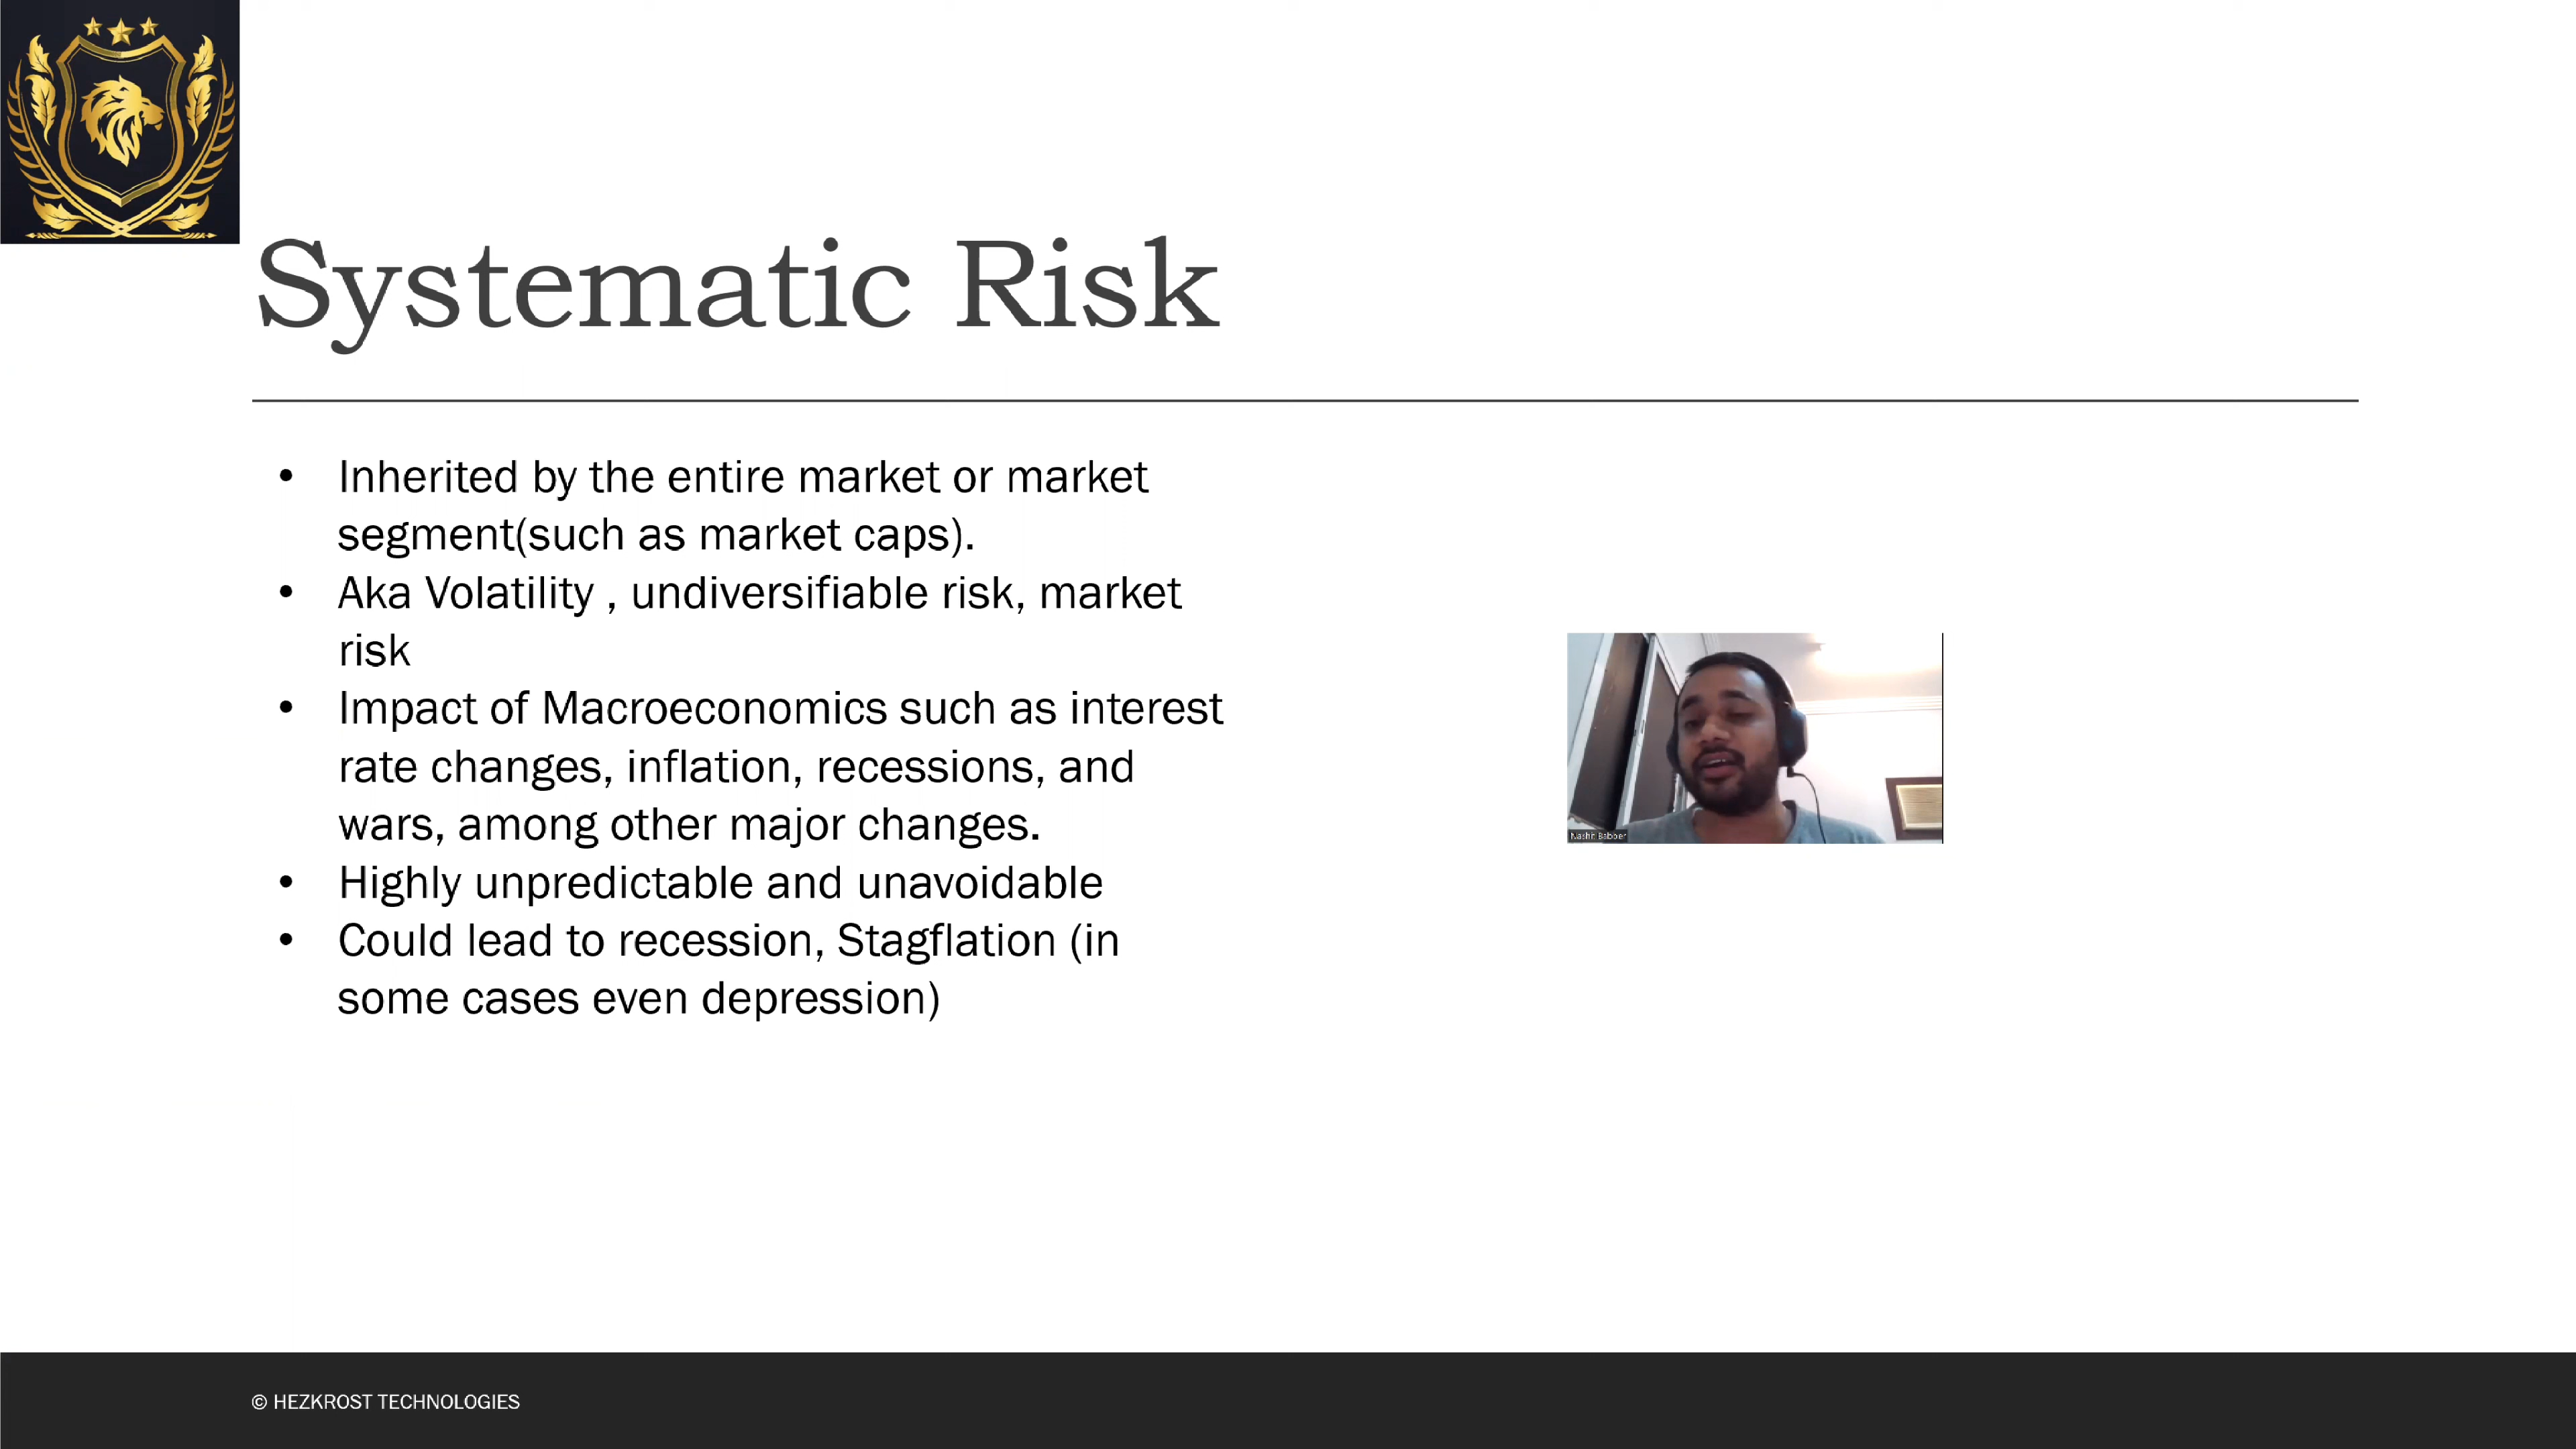 Systematic Risk
• Inherited by the entire market or market
segment(such as market caps).
• Aka Volatility , undiversifiable risk, market
risk
• Impact of Macroeconomics such as interest
rate changes, inflation, recessions, and
wars, among other major changes.
• Highly unpredictable and unavoidable
• Could lead to recession, Stagflation (in
some cases even depression)
Nashit Babber
© HEZKROST TECHNOLOGIES